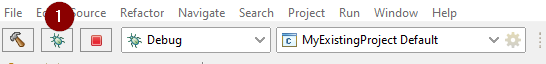 File Source Refactor Navigate Search Project Run Window Help
1
Debug MyExistingProject Default